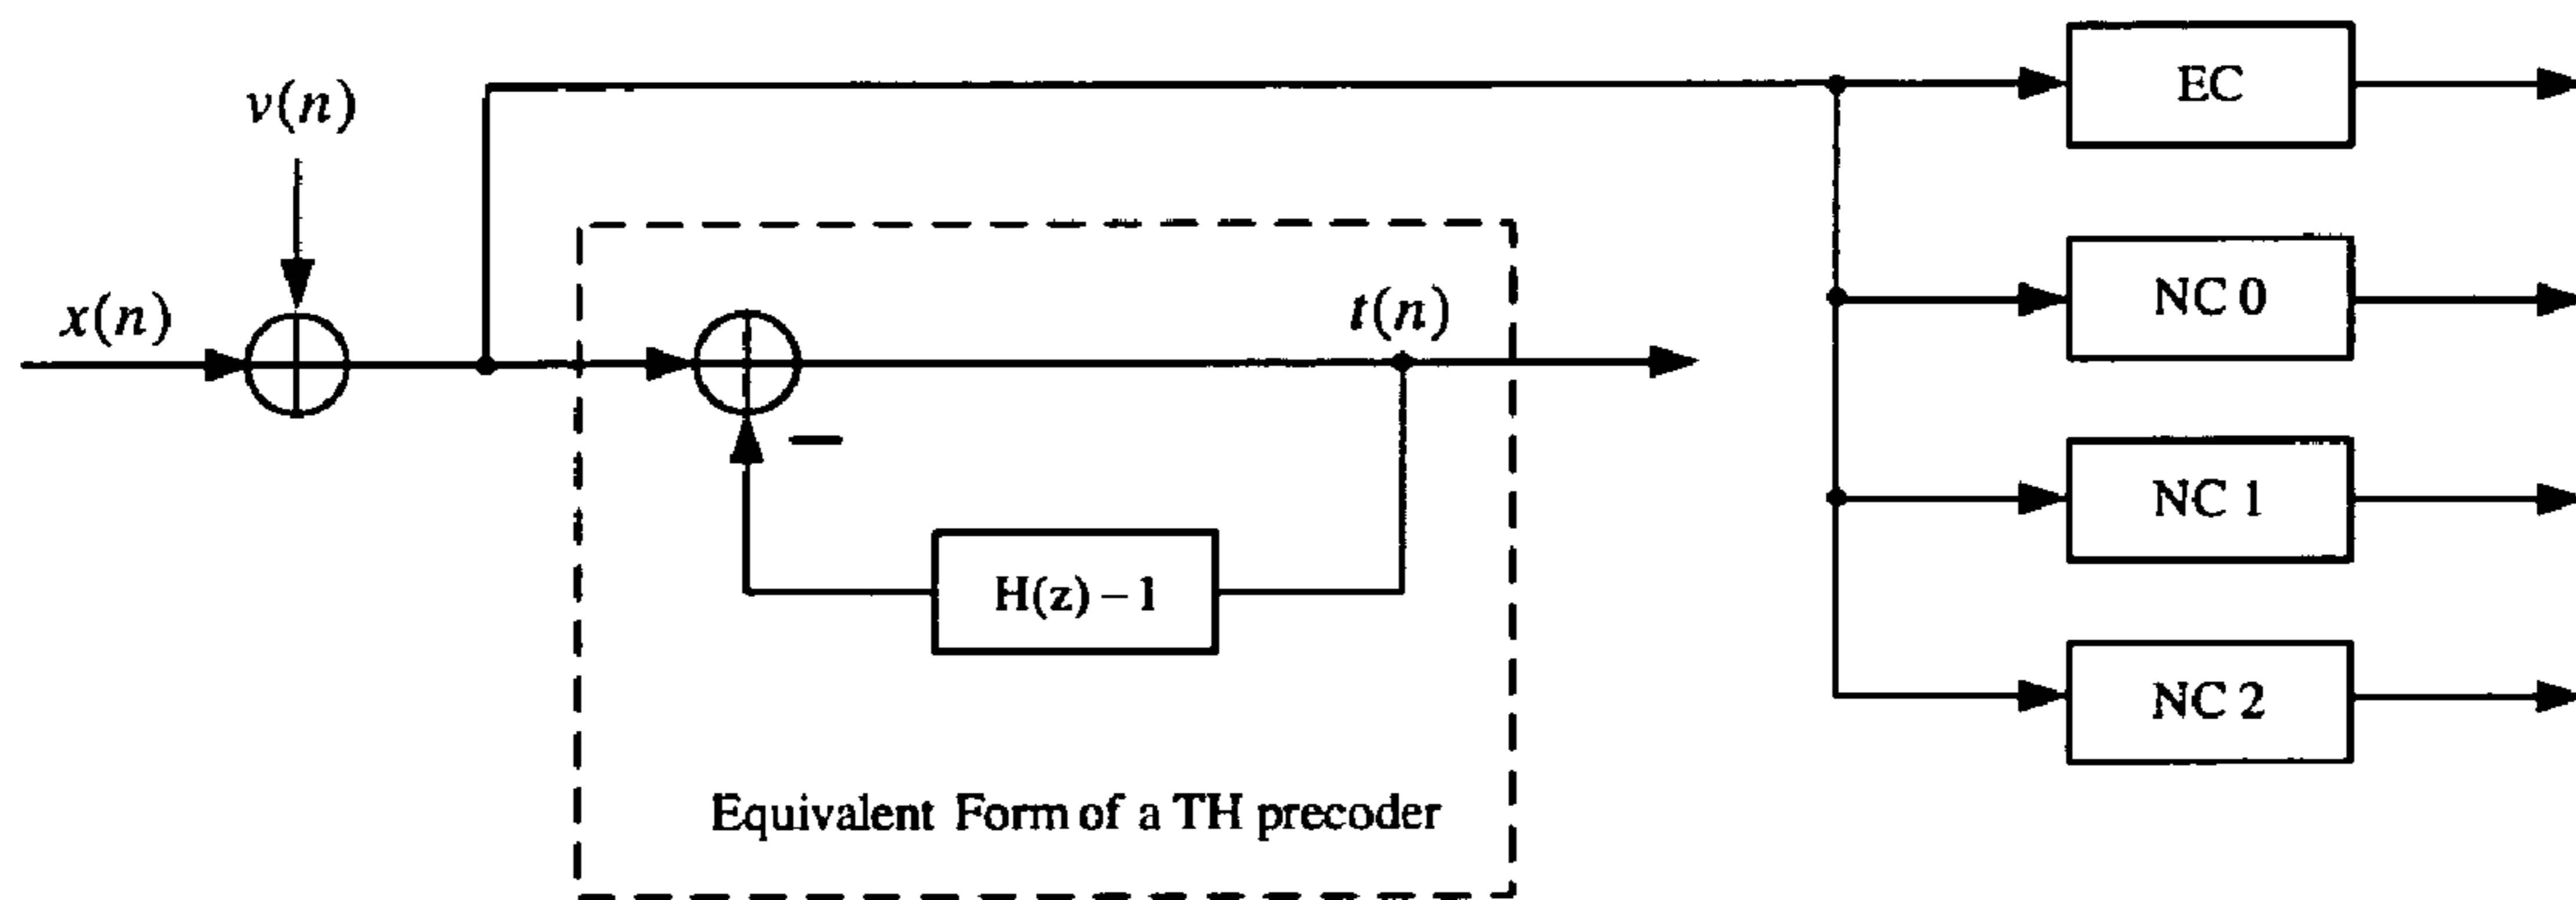 EC
v(n)
NC 0
x(n)
t(n)
—
NC 1
H(z) – 1
NC 2
Equivalent Form of a TH precoder